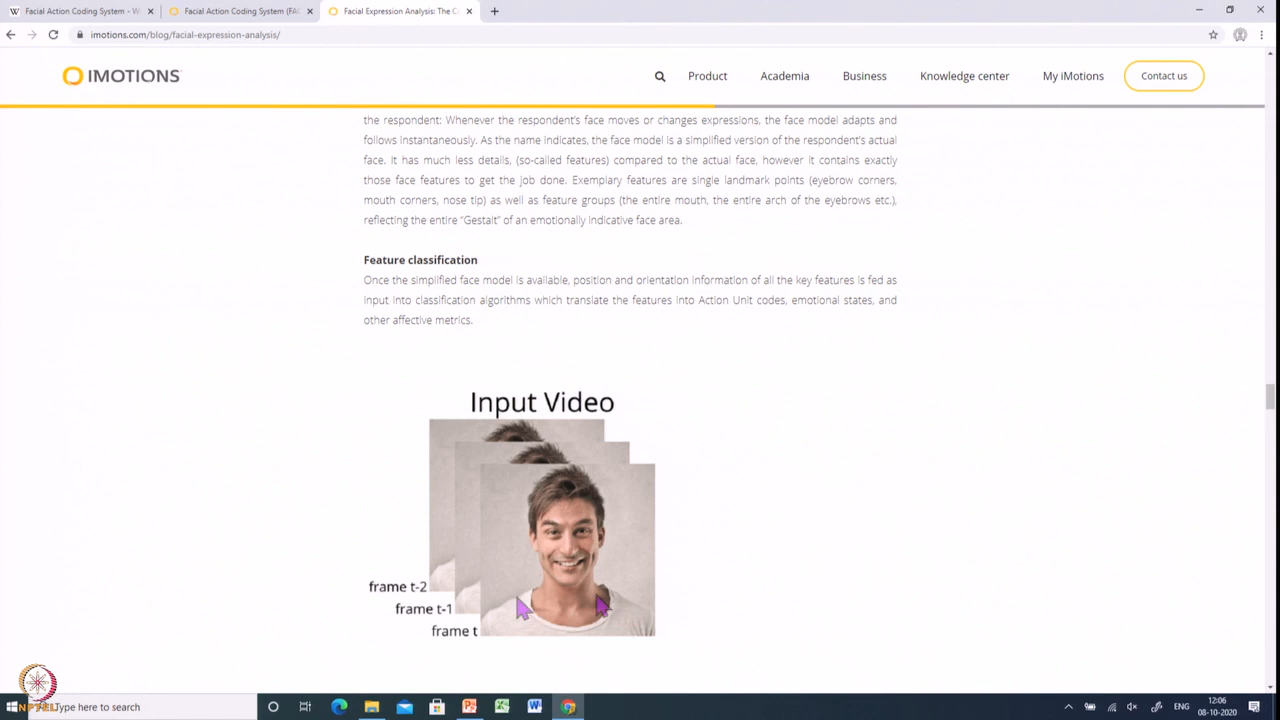 Facial Action Coding System - W
Facial Action Coding System (FAC
Facial Expression Analysis: The C
imotions.com/blog/facial-expression-analysis/
IMOTIONS
Product
Academia
Business
Knowledge center
My iMotions
Contact us
the respondent: Whenever the respondent's face moves or changes expressions, the face model adapts and
follows instantaneously. As the name indicates, the face model is a simplified version of the respondent's actual
face. It has much less details, (so-called features) compared to the actual face, however it contains exactly
those face features to get the job done. Exemplary features are single landmark points (eyebrow corners,
mouth corners, nose tip) as well as feature groups (the entire mouth, the entire arch of the eyebrows etc.),
reflecting the entire “Gestalt” of an emotionally indicative face area.
Feature classification
Once the simplified face model is available, position and orientation information of all the key features is fed as
input into classification algorithms which translate the features into Action Unit codes, emotional states, and
other affective metrics.
Input Video
frame t-2
frame t-1
frame t
NPTEL
Type here to search
ENG
12:06
08-10-2020